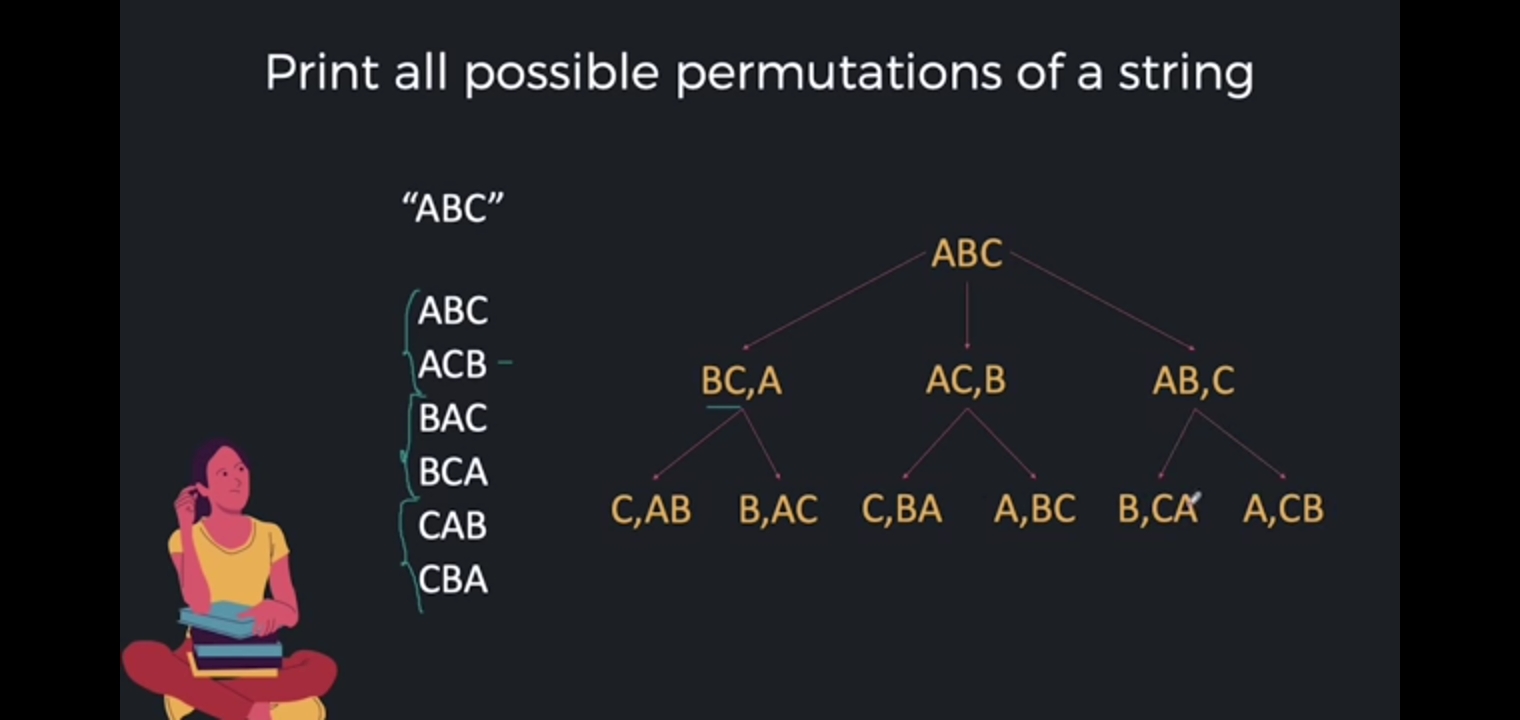 Print all possible permutations of a string
“ABC”
ABC
ACB
BAC
BCA
CAB
CBA
ABC
BC,A AC,B AB,C
C,AB B,AC C,BA A,BC B,CA A,CB